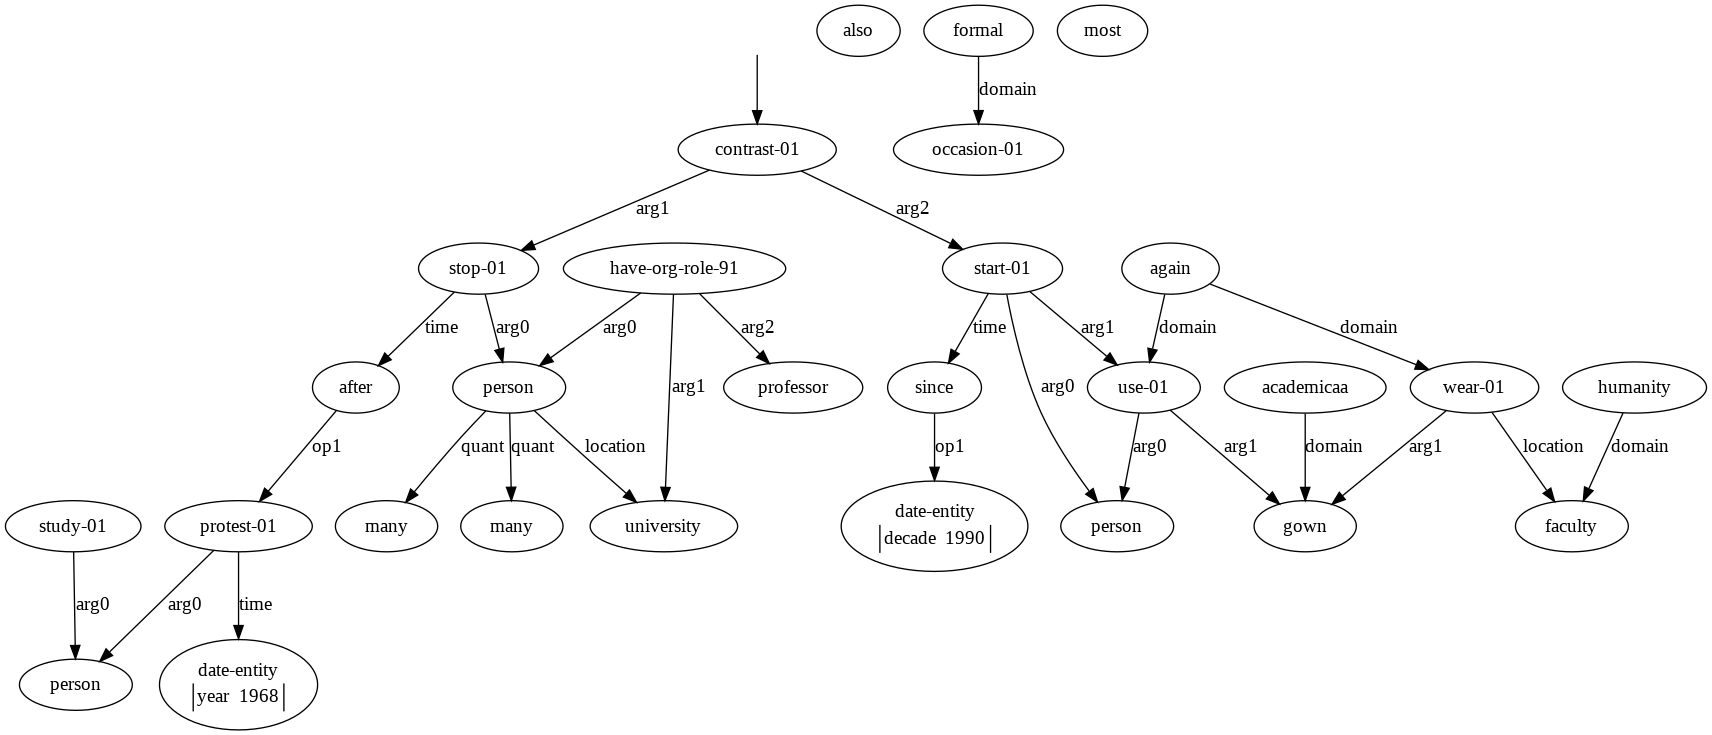 also
formal
most
domain
contrast-01
occasion-01
arg1
arg2
stop-01
have-org-role-91
start-01
again
time
arg0
arg0
arg2
time
arg1
domain
domain
after
person
arg1
professor
since
arg0
use-01
academicaa
wear-01
humanity
op1
quant
quant
location
op1
arg0
arg1
domain
arg1
location
domain
study-01
protest-01
many
many
university
date-entity
decade 1990
person
gown
faculty
arg0
arg0
time
person
date-entity
year 1968